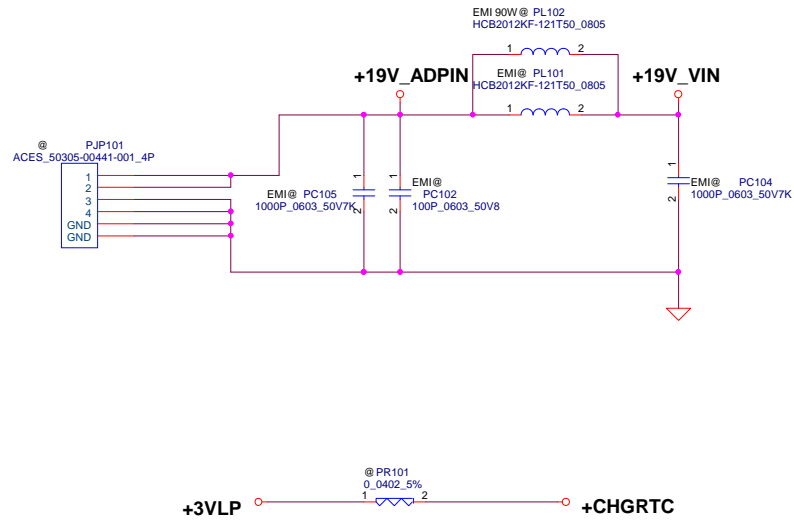 EMI 90W@ PL102
HCB2012KF-121T50_0805
1 2
+19V_ADPIN
EMI@ PL101
HCB2012KF-121T50_0805
1 2
+19V_VIN
@ PJP101
ACES_50305-00441-001_4P
1
2
3
4
GND
GND
EMI@ PC105
1000P_0603_50V7K
1
2
EMI@
PC102
100P_0603_50V8
1
2
EMI@ PC104
1000P_0603_50V7K
1
2
@ PR101
0_0402_5%
1 2
+3VLP
+CHGRTC